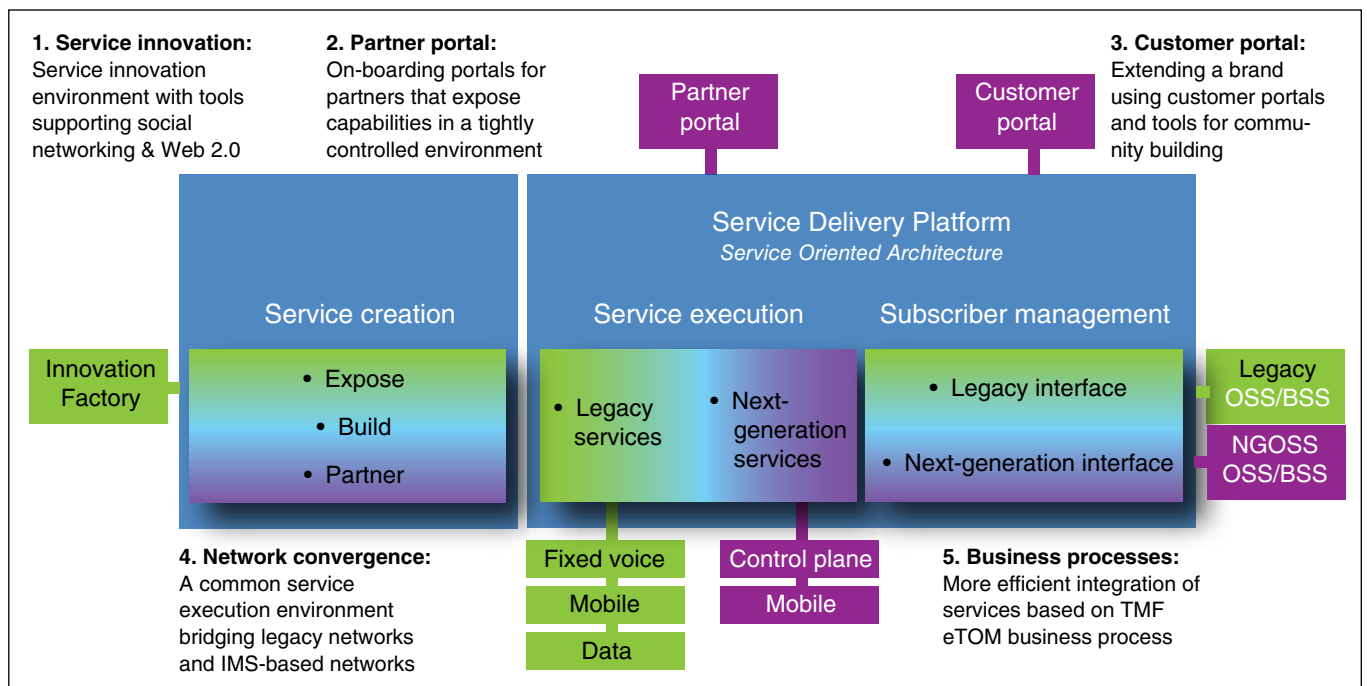 1. Service innovation:
Service innovation
environment with tools
supporting social
networking & Web 2.0
2. Partner portal:
On-boarding portals for
partners that expose
capabilities in a tightly
controlled environment
Partner
portal
Customer
portal
3. Customer portal:
Extending a brand
using customer portals
and tools for commu-
nity building
Service Delivery Platform
Service Oriented Architecture
Service creation
Service execution
Subscriber management
Innovation
Factory
• Expose
• Build
• Partner
• Legacy
services
• Next-
generation
services
• Legacy interface
• Next-generation interface
Legacy
OSS/BSS
NGOSS
OSS/BSS
4. Network convergence:
A common service
execution environment
bridging legacy networks
and IMS-based networks
Fixed voice
Mobile
Data
Control plane
Mobile
5. Business processes:
More efficient integration of
services based on TMF
eTOM business process